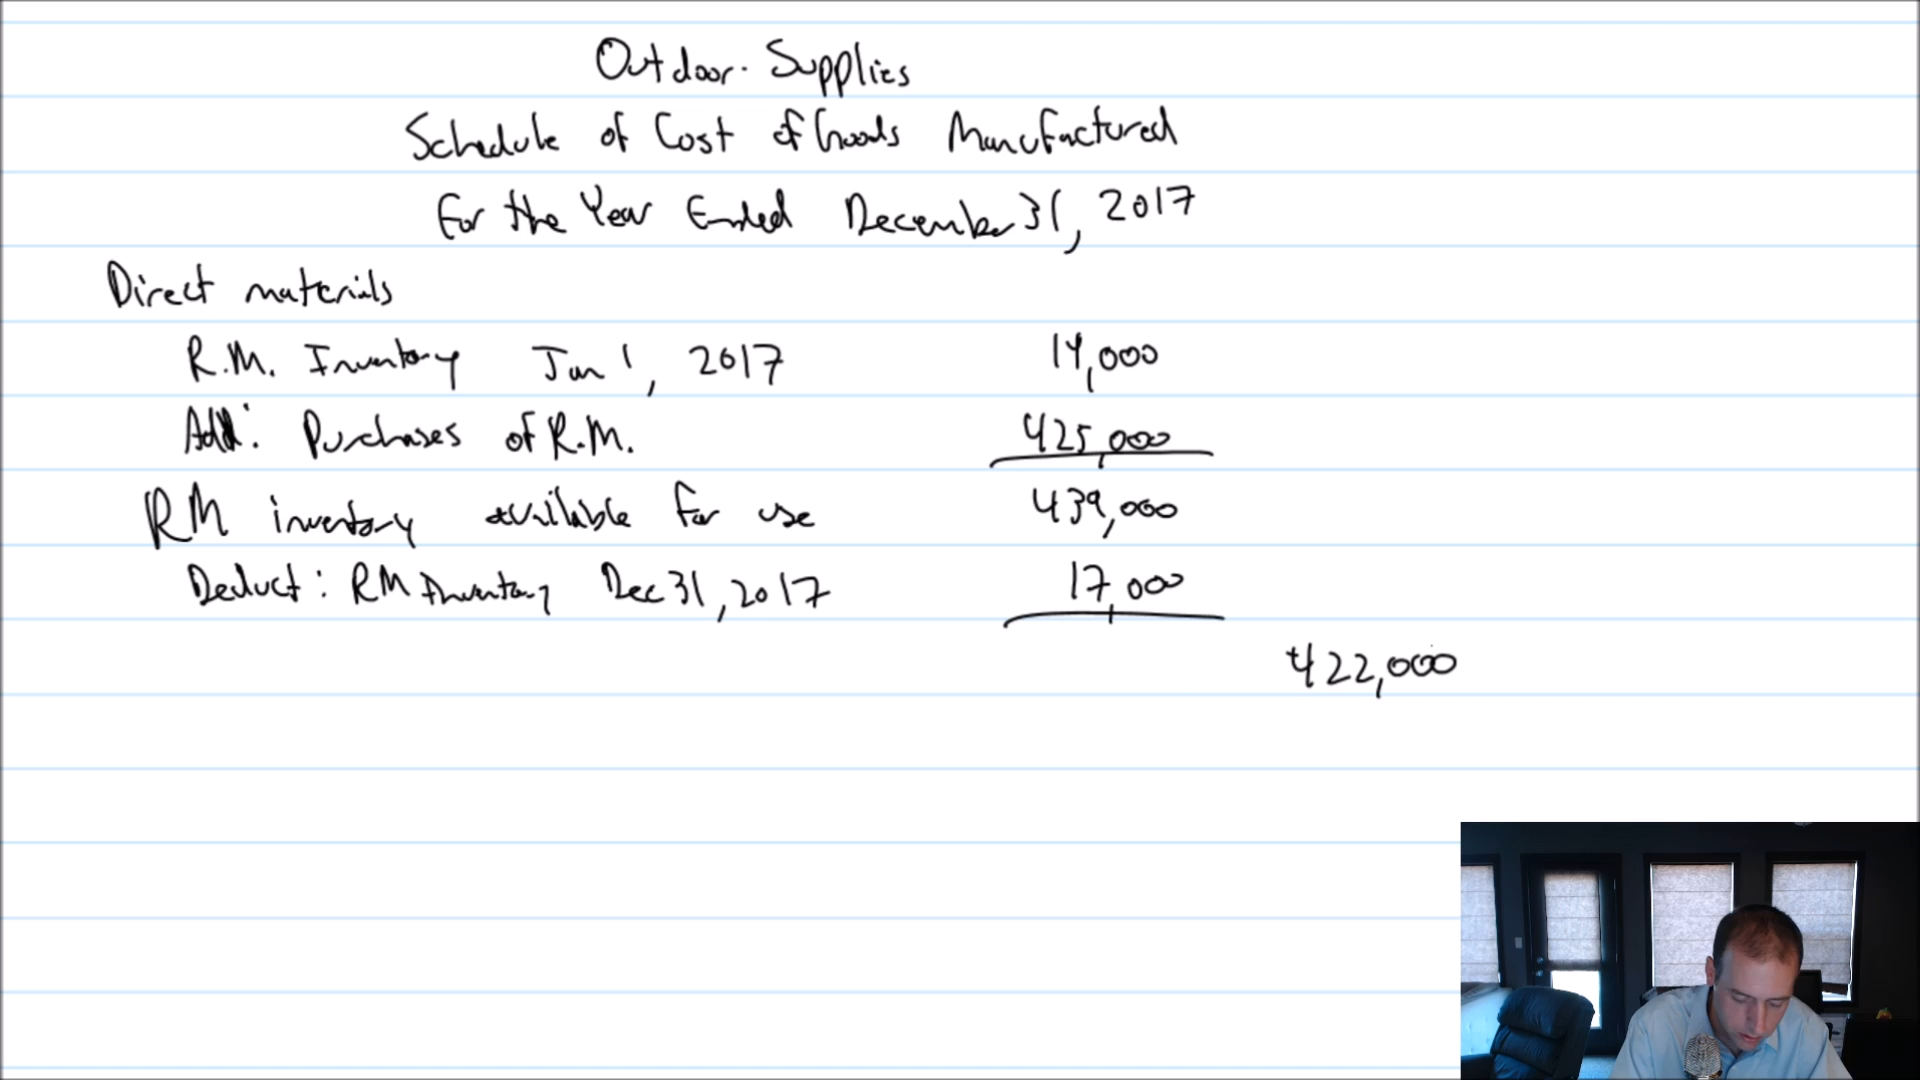 Outdoor Supplies
Schedule of Cost of Goods Manufactured
For the Year Ended December 31, 2017
Direct materials
R.M. Inventory Jan 1, 2017 14,000
Add: Purchases of R.M. 425,000
RM inventory available for use 439,000
Deduct: RM Inventory Dec 31, 2017 17,000
422,000